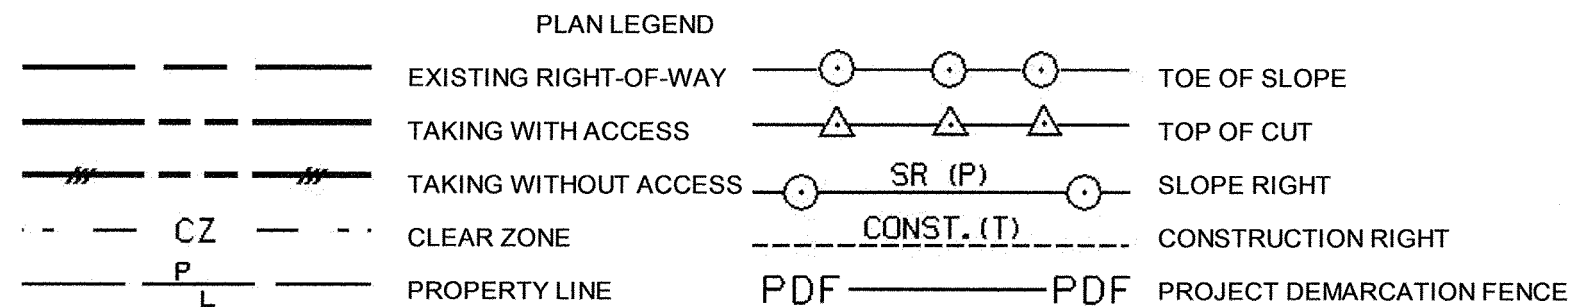 PLAN LEGEND
EXISTING RIGHT-OF-WAY
TOE OF SLOPE
TAKING WITH ACCESS
TOP OF CUT
TAKING WITHOUT ACCESS
SR (P)
SLOPE RIGHT
CZ
CLEAR ZONE
CONST.(T)
CONSTRUCTION RIGHT
P
L
PROPERTY LINE
PDF PDF
PROJECT DEMARCATION FENCE